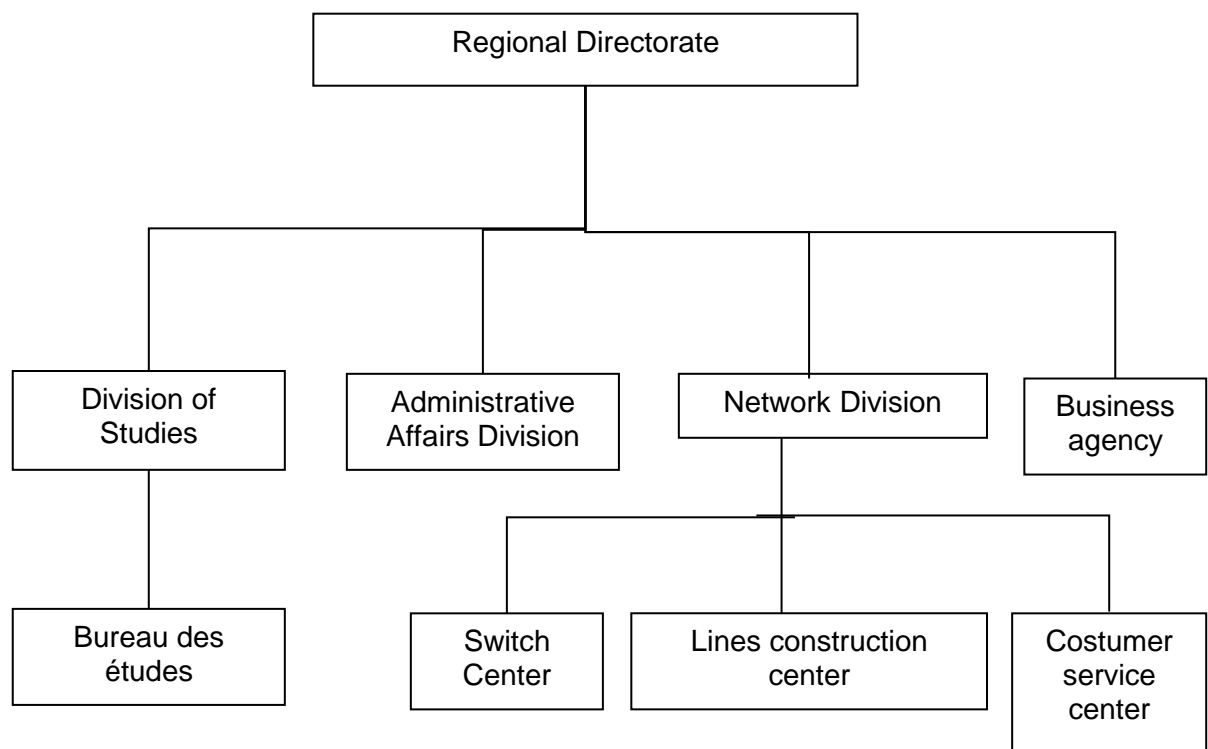 Regional Directorate
Division of
Studies
Administrative
Affairs Division
Network Division
Business
agency
Bureau des
études
Switch
Center
Lines construction
center
Costumer
service
center